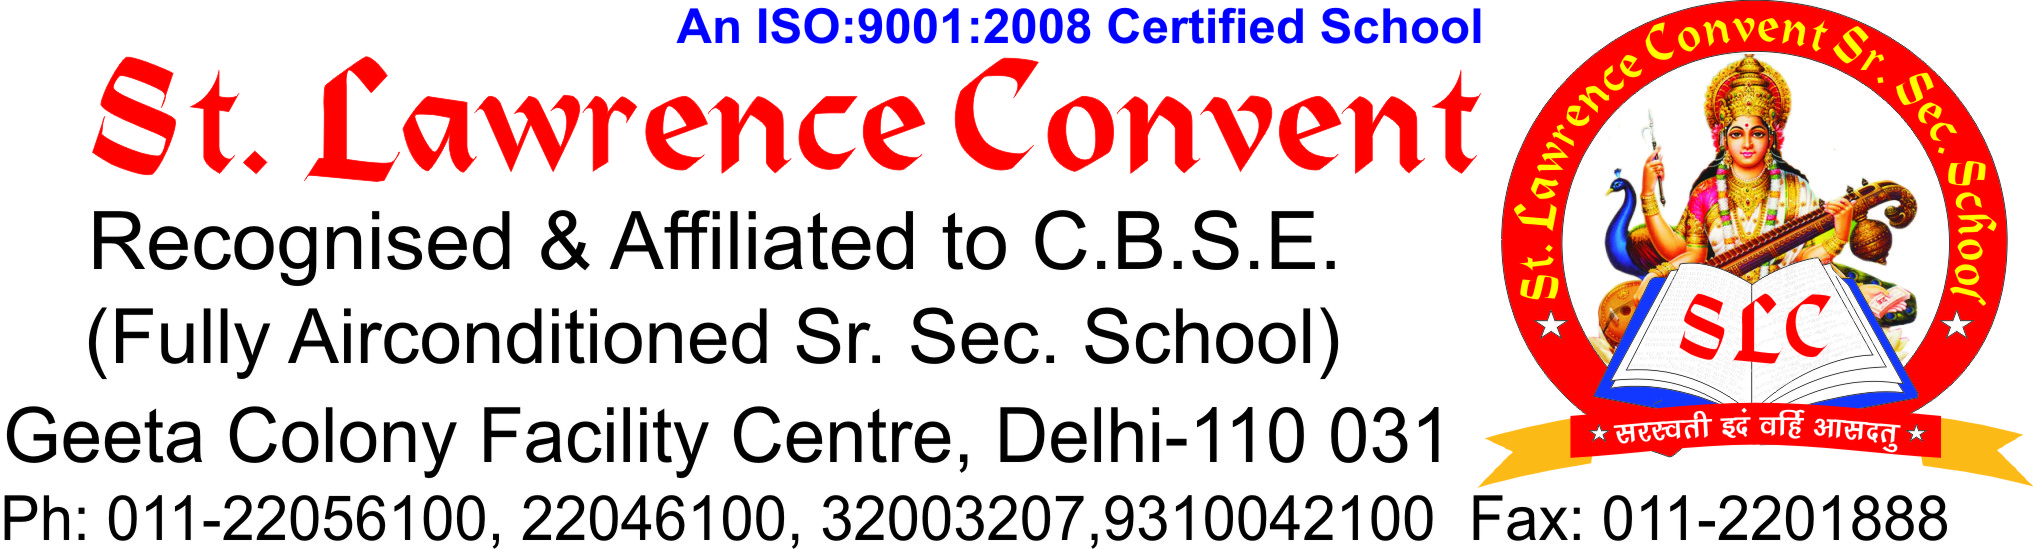 An ISO:9001:2008 Certified School
St. Lawrence Convent
Recognised & Affiliated to C.B.S.E.
(Fully Airconditioned Sr. Sec. School)
Geeta Colony Facility Centre, Delhi-110 031
Ph: 011-22056100, 22046100, 32003207,9310042100 Fax: 011-2201888
St. Lawrence Convent Sr. Sec. School
SLC
सरस्वती इदं वर्हि आसदतु